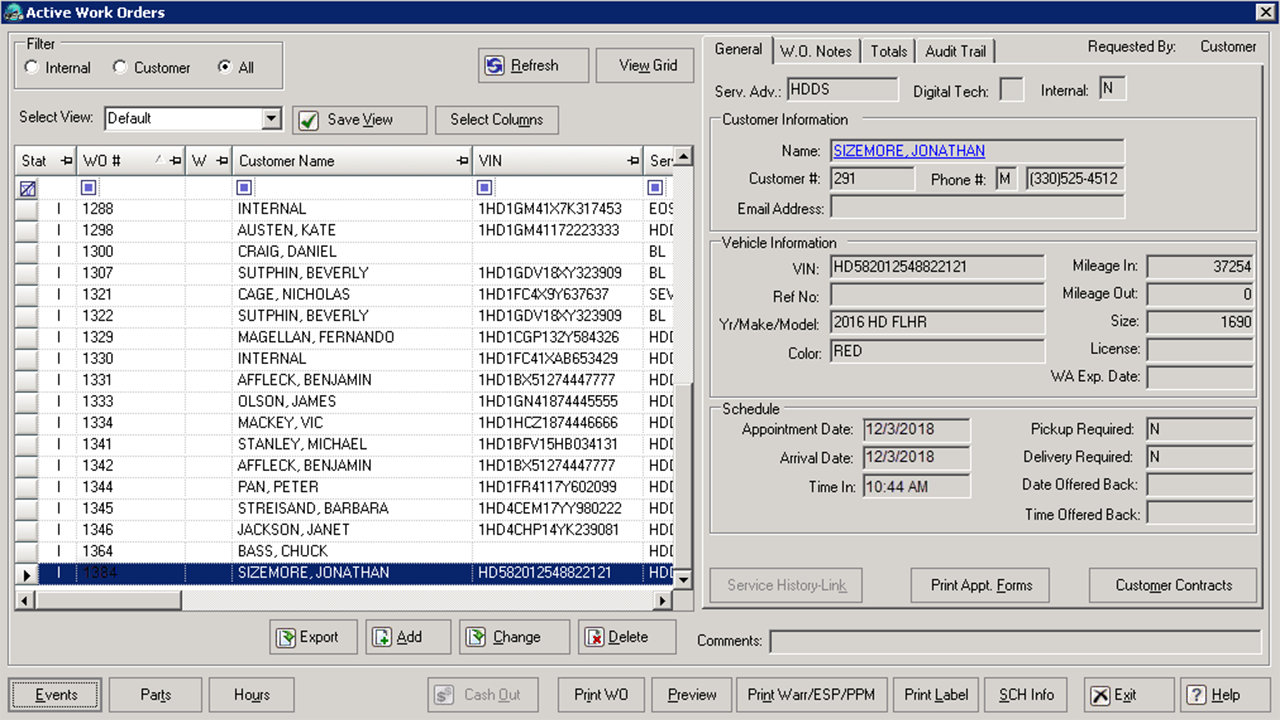 Active Work Orders
Filter
Internal Customer All
Refresh View Grid
Select View: Default Save View Select Columns
Stat WO # W Customer Name VIN Ser
I 1288 INTERNAL 1HD1GM41X7K317453 EOS
I 1298 AUSTEN, KATE 1HD1GM41172223333 HDD
I 1300 CRAIG, DANIEL BL
I 1307 SUTPHIN, BEVERLY 1HD1GDV18XY323909 BL
I 1321 CAGE, NICHOLAS 1HD1FC4X9Y637637 SEV
I 1322 SUTPHIN, BEVERLY 1HD1GDV18XY323909 BL
I 1329 MAGELLAN, FERNANDO 1HD1CGP132Y584326 HDD
I 1330 INTERNAL 1HD1FC41XAB653429 HDD
I 1331 AFFLECK, BENJAMIN 1HD1BX51274447777 HDD
I 1333 OLSON, JAMES 1HD1GN41874445555 HDD
I 1334 MACKEY, VIC 1HD1HCZ1874446666 HDD
I 1341 STANLEY, MICHAEL 1HD1BFV15HB034131 HDD
I 1342 AFFLECK, BENJAMIN 1HD1BX51274447777 HDD
I 1344 PAN, PETER 1HD1FR4117Y602099 HDD
I 1345 STREISAND, BARBARA 1HD4CEM17YY980222 HDD
I 1346 JACKSON, JANET 1HD4CHP14YK239081 HDD
I 1364 BASS, CHUCK HDD
I 1384 SIZEMORE, JONATHAN HD582012548822121 HDD
Export Add Change Delete
General W.O. Notes Totals Audit Trail Requested By: Customer
Serv. Adv.: HDDS Digital Tech: Internal: N
Customer Information
Name: SIZEMORE, JONATHAN
Customer #: 291 Phone #: M (330)525-4512
Email Address:
Vehicle Information
VIN: HD582012548822121 Mileage In: 37254
Ref No: Mileage Out: 0
Yr/Make/Model: 2016 HD FLHR Size: 1690
Color: RED License:
WA Exp. Date:
Schedule
Appointment Date: 12/3/2018 Pickup Required: N
Arrival Date: 12/3/2018 Delivery Required: N
Time In: 10:44 AM Date Offered Back:
Time Offered Back:
Service History-Link Print Appt. Forms Customer Contracts
Comments:
Events Parts Hours Cash Out Print WO Preview Print Warr/ESP/PPM Print Label SCH Info Exit Help